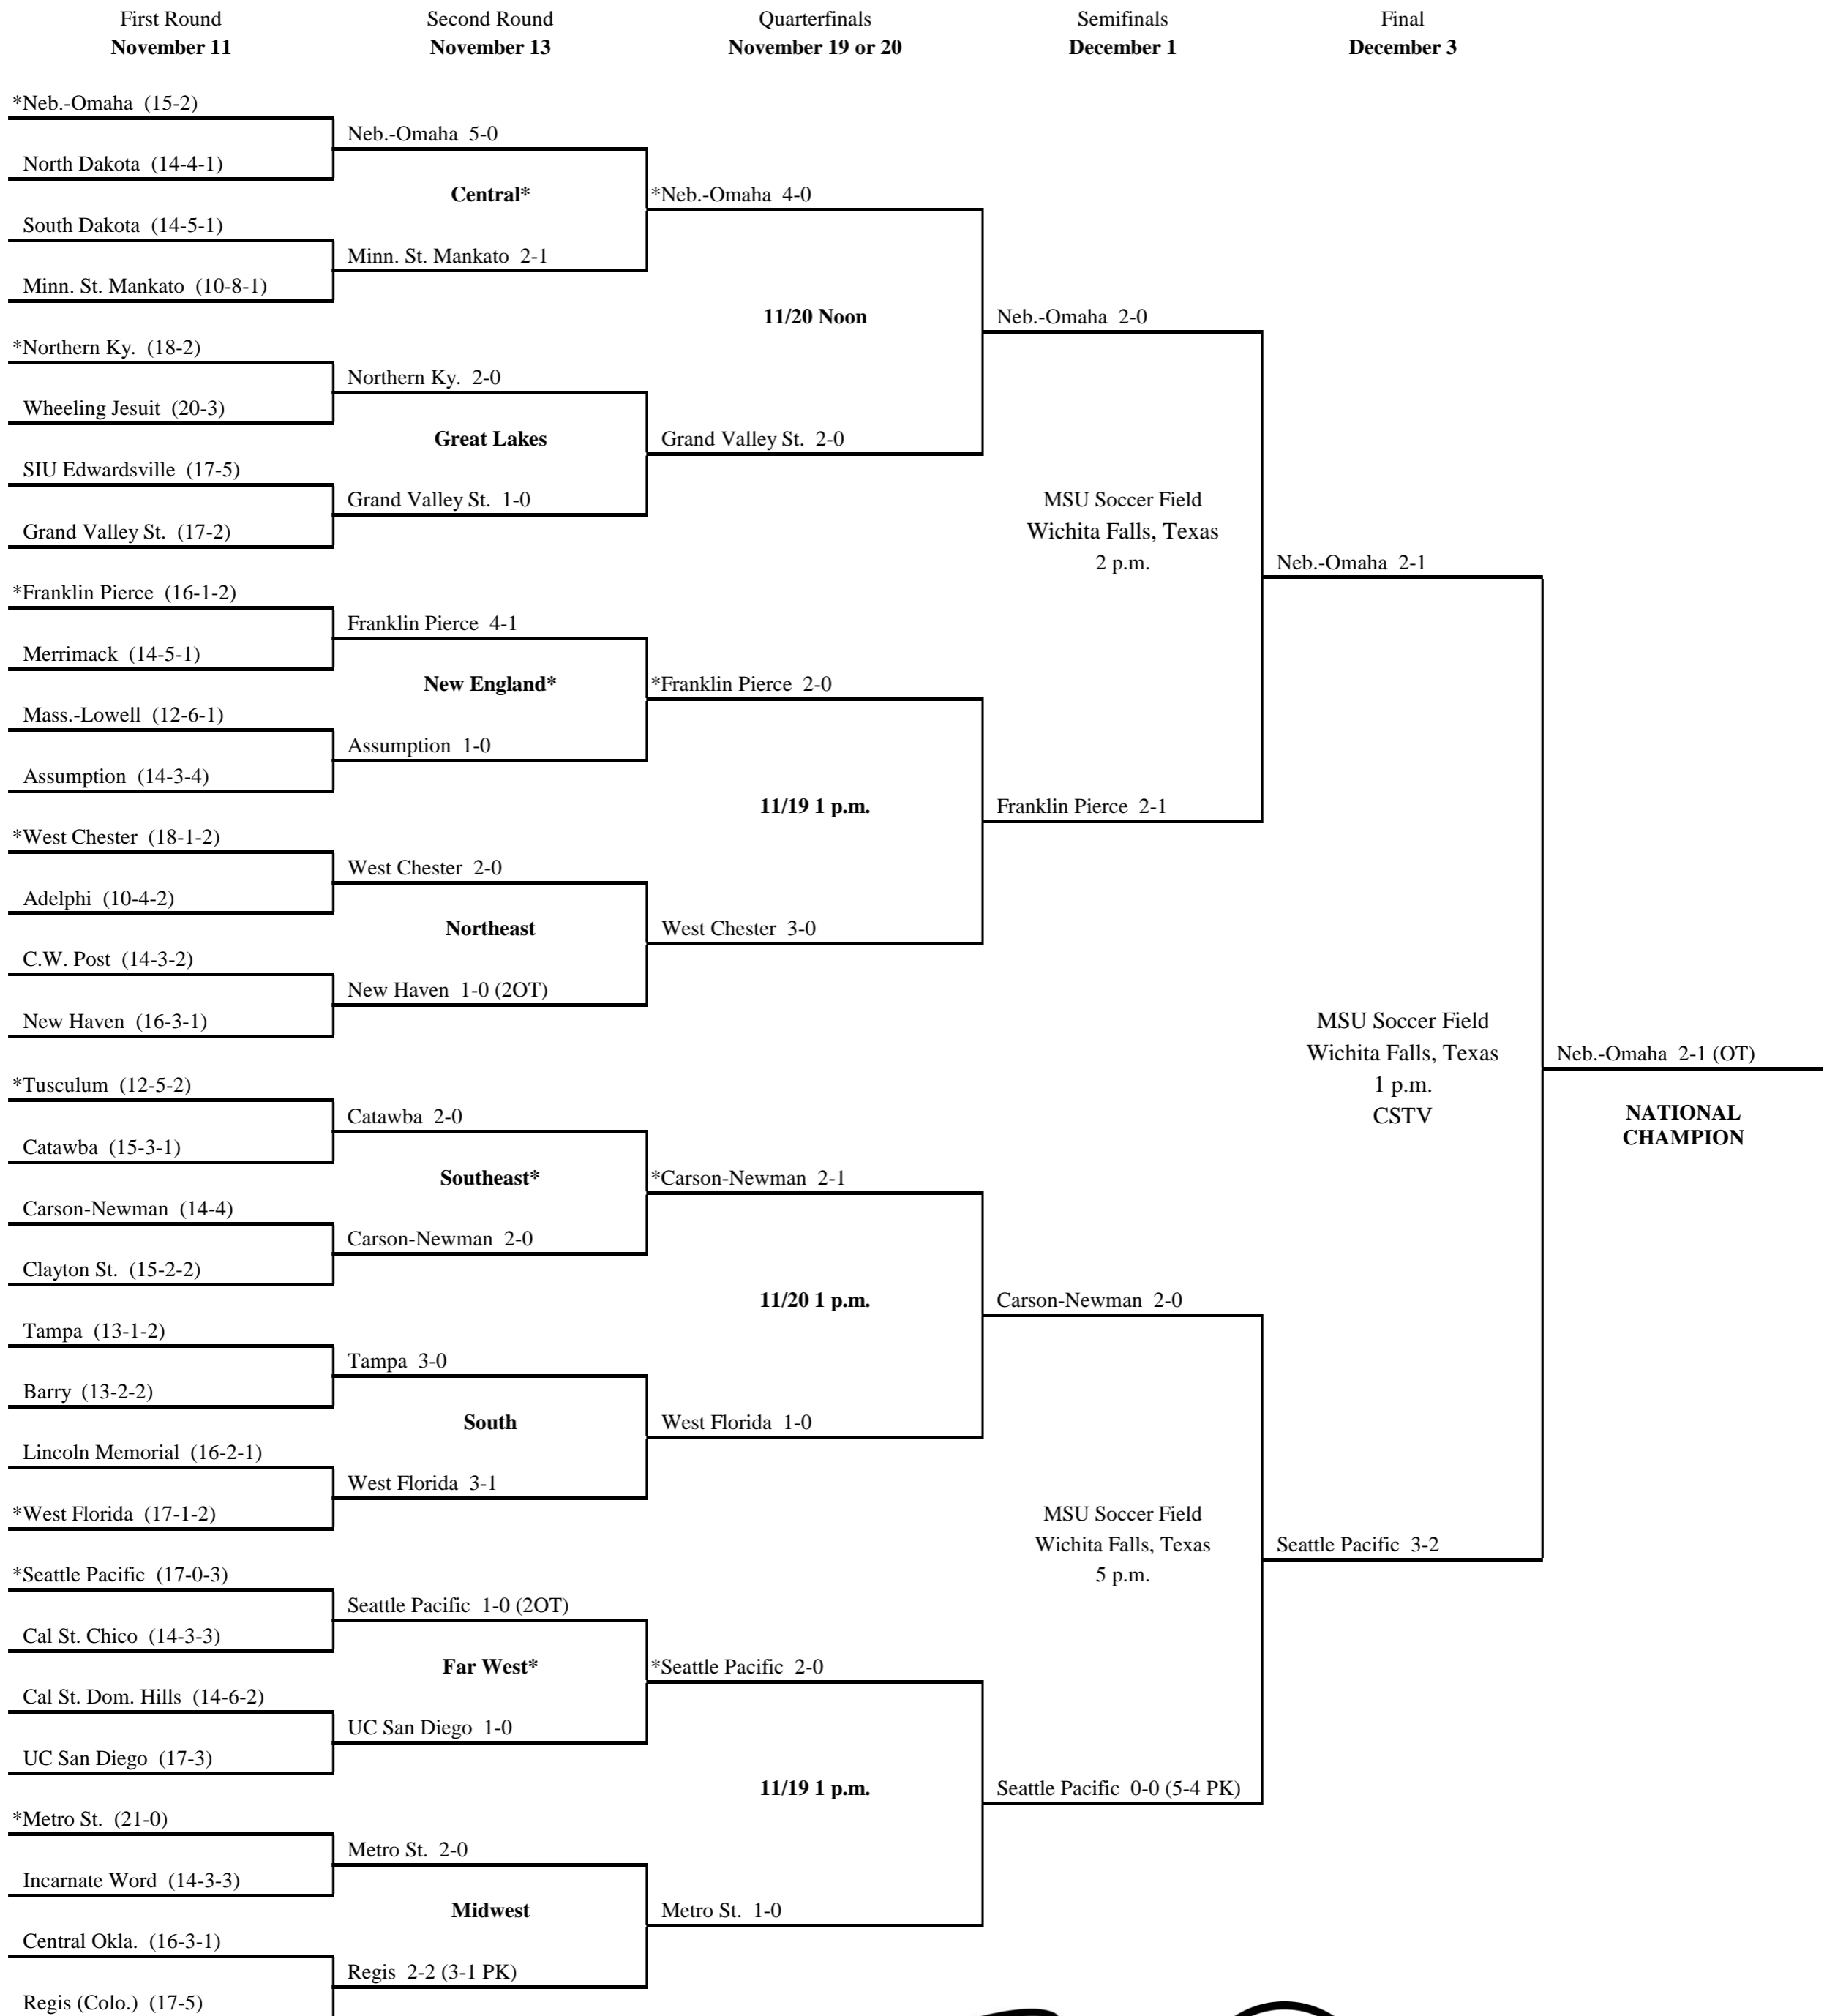 First Round
November 11
Second Round
November 13
Quarterfinals
November 19 or 20
Semifinals
December 1
Final
December 3
*Neb.-Omaha (15-2)
North Dakota (14-4-1)
South Dakota (14-5-1)
Minn. St. Mankato (10-8-1)
*Northern Ky. (18-2)
Wheeling Jesuit (20-3)
SIU Edwardsville (17-5)
Grand Valley St. (17-2)
*Franklin Pierce (16-1-2)
Merrimack (14-5-1)
Mass.-Lowell (12-6-1)
Assumption (14-3-4)
*West Chester (18-1-2)
Adelphi (10-4-2)
C.W. Post (14-3-2)
New Haven (16-3-1)
*Tusculum (12-5-2)
Catawba (15-3-1)
Carson-Newman (14-4)
Clayton St. (15-2-2)
Tampa (13-1-2)
Barry (13-2-2)
Lincoln Memorial (16-2-1)
*West Florida (17-1-2)
*Seattle Pacific (17-0-3)
Cal St. Chico (14-3-3)
Cal St. Dom. Hills (14-6-2)
UC San Diego (17-3)
*Metro St. (21-0)
Incarnate Word (14-3-3)
Central Okla. (16-3-1)
Regis (Colo.) (17-5)
Neb.-Omaha 5-0
Central*
Minn. St. Mankato 2-1
Northern Ky. 2-0
Great Lakes
Grand Valley St. 1-0
Franklin Pierce 4-1
New England*
Assumption 1-0
West Chester 2-0
Northeast
New Haven 1-0 (2OT)
Catawba 2-0
Southeast*
Carson-Newman 2-0
Tampa 3-0
South
West Florida 3-1
Seattle Pacific 1-0 (2OT)
Far West*
UC San Diego 1-0
Metro St. 2-0
Midwest
Regis 2-2 (3-1 PK)
*Neb.-Omaha 4-0
11/20 Noon
Grand Valley St. 2-0
*Franklin Pierce 2-0
11/19 1 p.m.
West Chester 3-0
*Carson-Newman 2-1
11/20 1 p.m.
West Florida 1-0
*Seattle Pacific 2-0
11/19 1 p.m.
Metro St. 1-0
Neb.-Omaha 2-0
MSU Soccer Field
Wichita Falls, Texas
2 p.m.
Franklin Pierce 2-1
Carson-Newman 2-0
MSU Soccer Field
Wichita Falls, Texas
5 p.m.
Seattle Pacific 0-0 (5-4 PK)
Neb.-Omaha 2-1
MSU Soccer Field
Wichita Falls, Texas
1 p.m.
CSTV
Seattle Pacific 3-2
Neb.-Omaha 2-1 (OT)
NATIONAL
CHAMPION